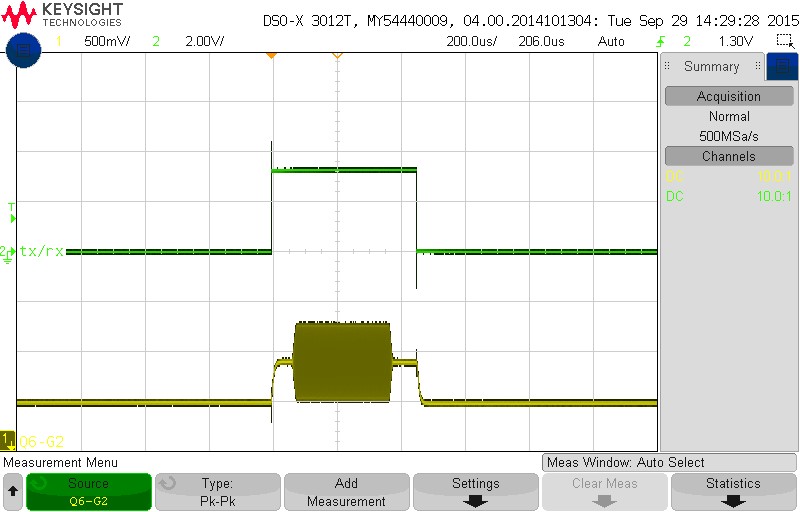 KEYSIGHT
TECHNOLOGIES
DSO-X 3012T, MY54440009, 04.00.2014101304: Tue Sep 29 14:29:28 2015
1 500mV/ 2 2.00V/ 200.0us/ 206.0us Auto 2 1.30V
Summary
Acquisition
Normal
500MSa/s
Channels
DC 10.0:1
DC 10.0:1
T
2 tx/rx
1 Q6-G2
Measurement Menu
Meas Window: Auto Select
Source
Q6-G2
Type:
Pk-Pk
Add
Measurement
Settings
Clear Meas
Statistics